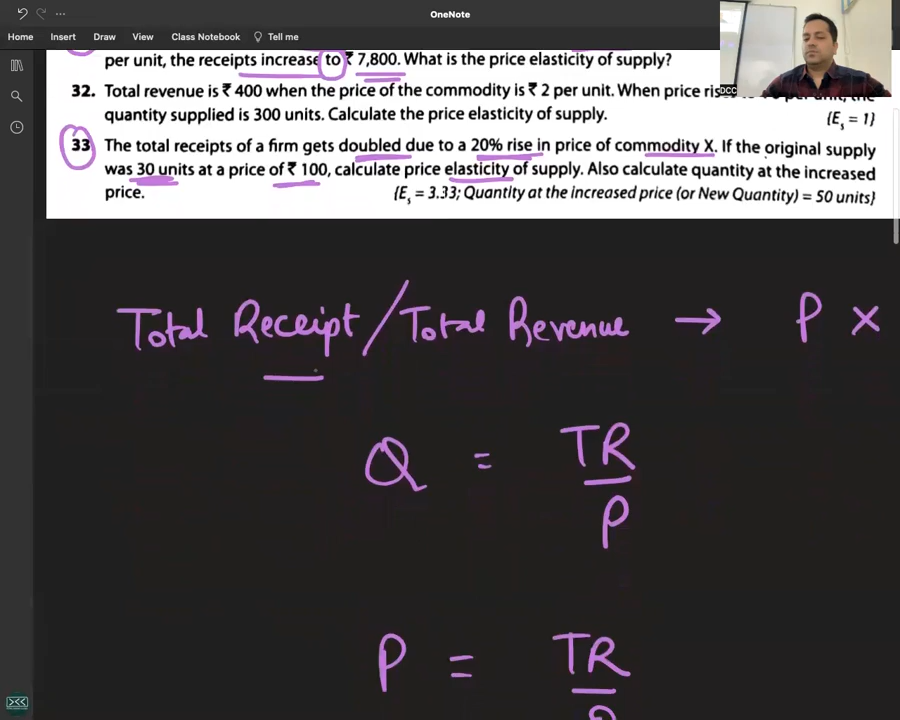 OneNote
Home Insert Draw View Class Notebook Tell me
per unit, the receipts increase to ₹ 7,800. What is the price elasticity of supply?
32. Total revenue is ₹ 400 when the price of the commodity is ₹ 2 per unit. When price per unit, the
quantity supplied is 300 units. Calculate the price elasticity of supply. {Es = 1}
33 The total receipts of a firm gets doubled due to a 20% rise in price of commodity X. If the original supply
was 30 units at a price of ₹ 100, calculate price elasticity of supply. Also calculate quantity at the increased
price. {Es = 3.33; Quantity at the increased price (or New Quantity) = 50 units}
DCC
Total Receipt / Total Revenue → P ×
Q = TR
P
P = TR